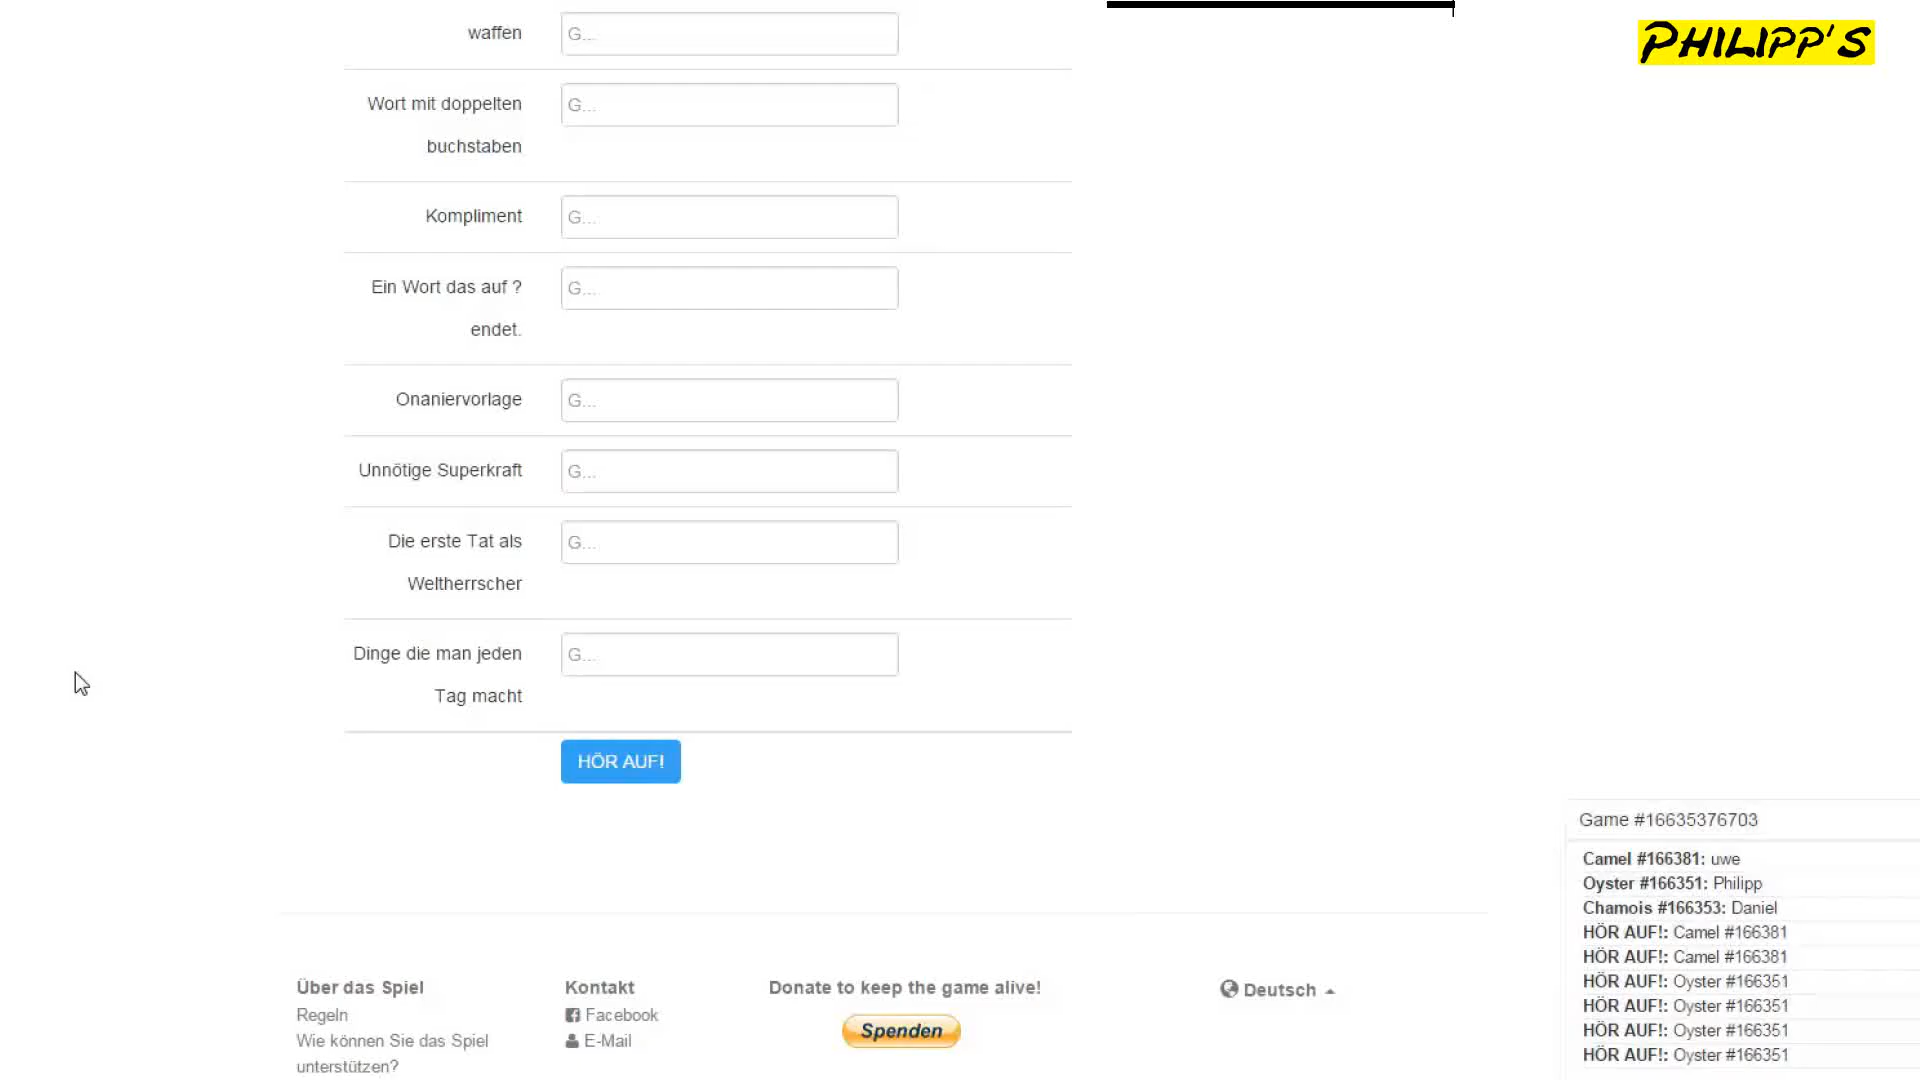 PHILIPP'S
waffen
G...
Wort mit doppelten
buchstaben
G...
Kompliment
G...
Ein Wort das auf ?
endet.
G...
Onaniervorlage
G...
Unnötige Superkraft
G...
Die erste Tat als
Weltherrscher
G...
Dinge die man jeden
Tag macht
G...
HÖR AUF!
Game #16635376703
Camel #166381: uwe
Oyster #166351: Philipp
Chamois #166353: Daniel
HÖR AUF!: Camel #166381
HÖR AUF!: Camel #166381
HÖR AUF!: Oyster #166351
HÖR AUF!: Oyster #166351
HÖR AUF!: Oyster #166351
HÖR AUF!: Oyster #166351
Über das Spiel
Regeln
Wie können Sie das Spiel
unterstützen?
Kontakt
Facebook
E-Mail
Donate to keep the game alive!
Spenden
Deutsch